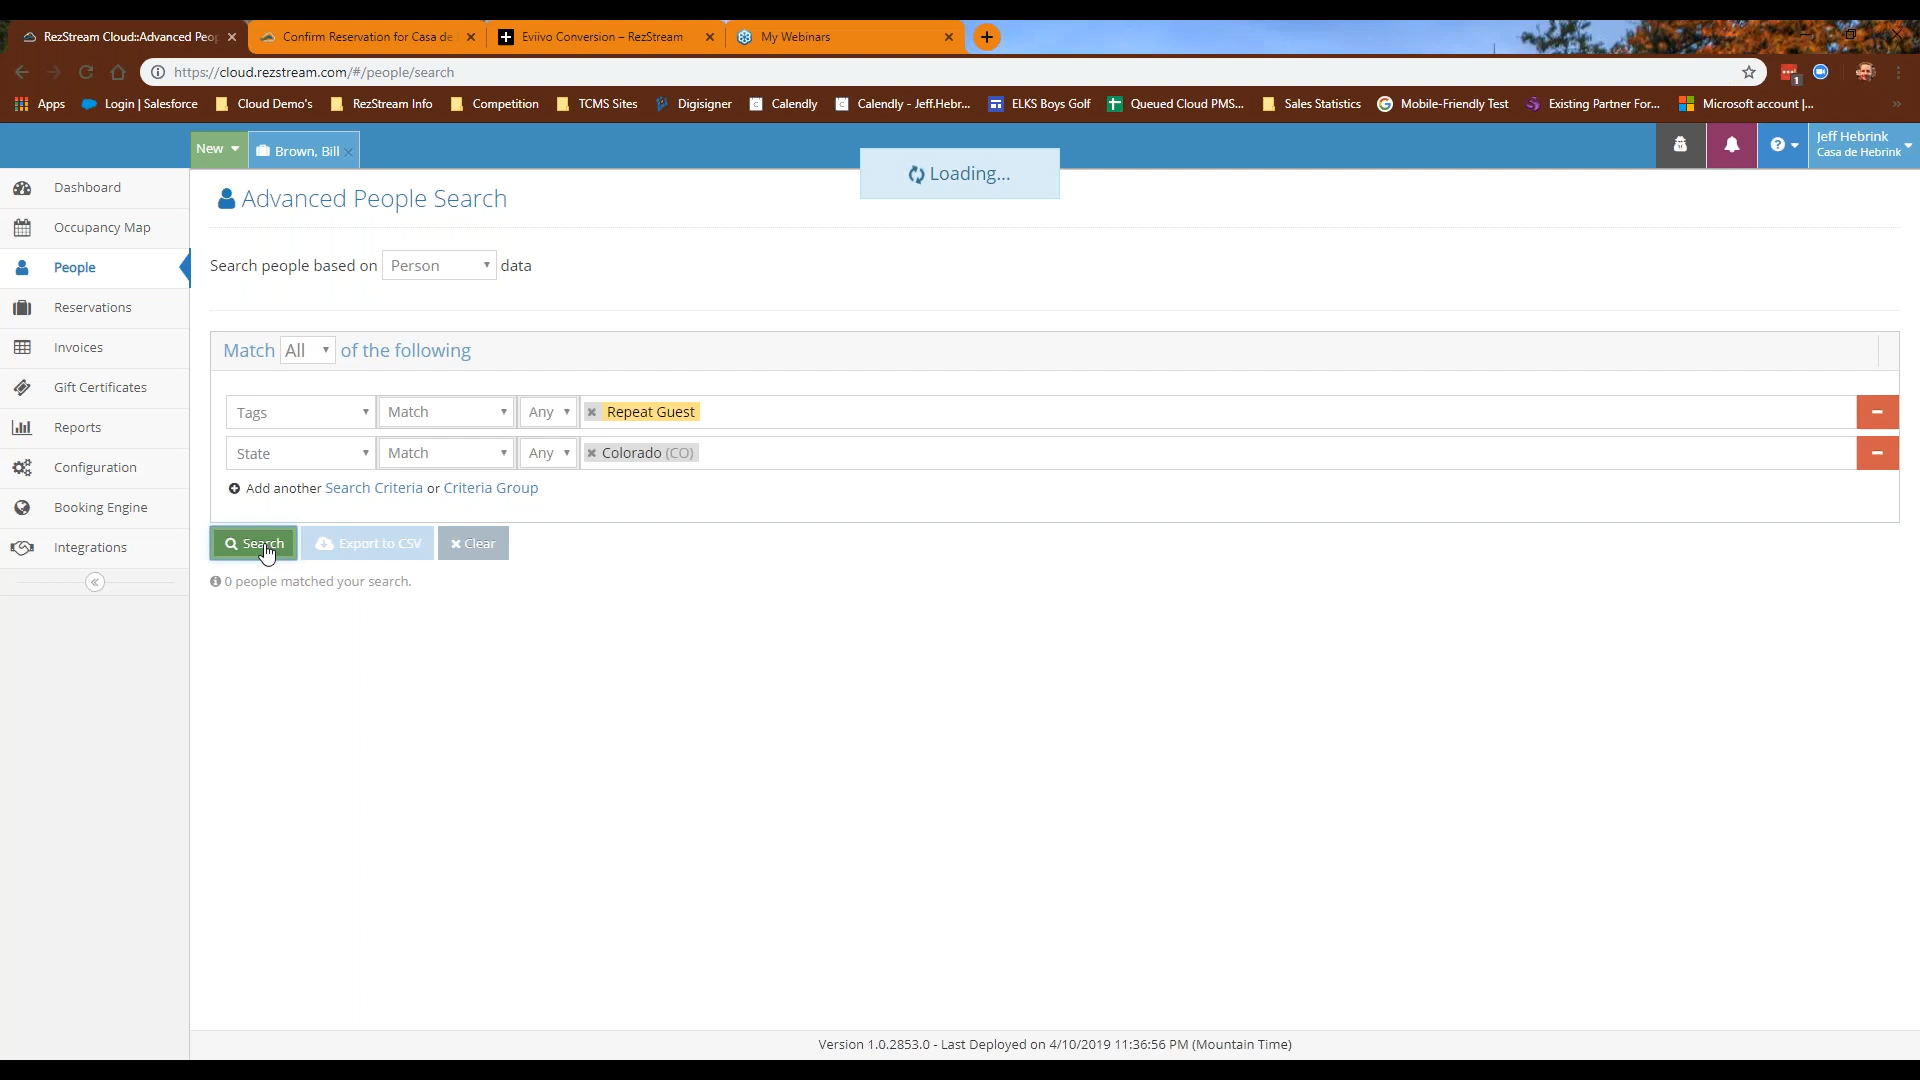 RezStream Cloud::Advanced Peop
Confirm Reservation for Casa de
Eviivo Conversion – RezStream
My Webinars
https://cloud.rezstream.com/#/people/search
1
Apps
Login | Salesforce
Cloud Demo's
RezStream Info
Competition
TCMS Sites
Digisigner
Calendly
Calendly - Jeff.Hebr...
ELKS Boys Golf
Queued Cloud PMS...
Sales Statistics
Mobile-Friendly Test
Existing Partner For...
Microsoft account |...
New
Brown, Bill
Loading...
Jeff Hebrink
Casa de Hebrink
Dashboard
Occupancy Map
People
Reservations
Invoices
Gift Certificates
Reports
Configuration
Booking Engine
Integrations
Advanced People Search
Search people based on Person data
Match All of the following
Tags Match Any Repeat Guest
State Match Any Colorado (CO)
Add another Search Criteria or Criteria Group
Search Export to CSV Clear
0 people matched your search.
Version 1.0.2853.0 - Last Deployed on 4/10/2019 11:36:56 PM (Mountain Time)